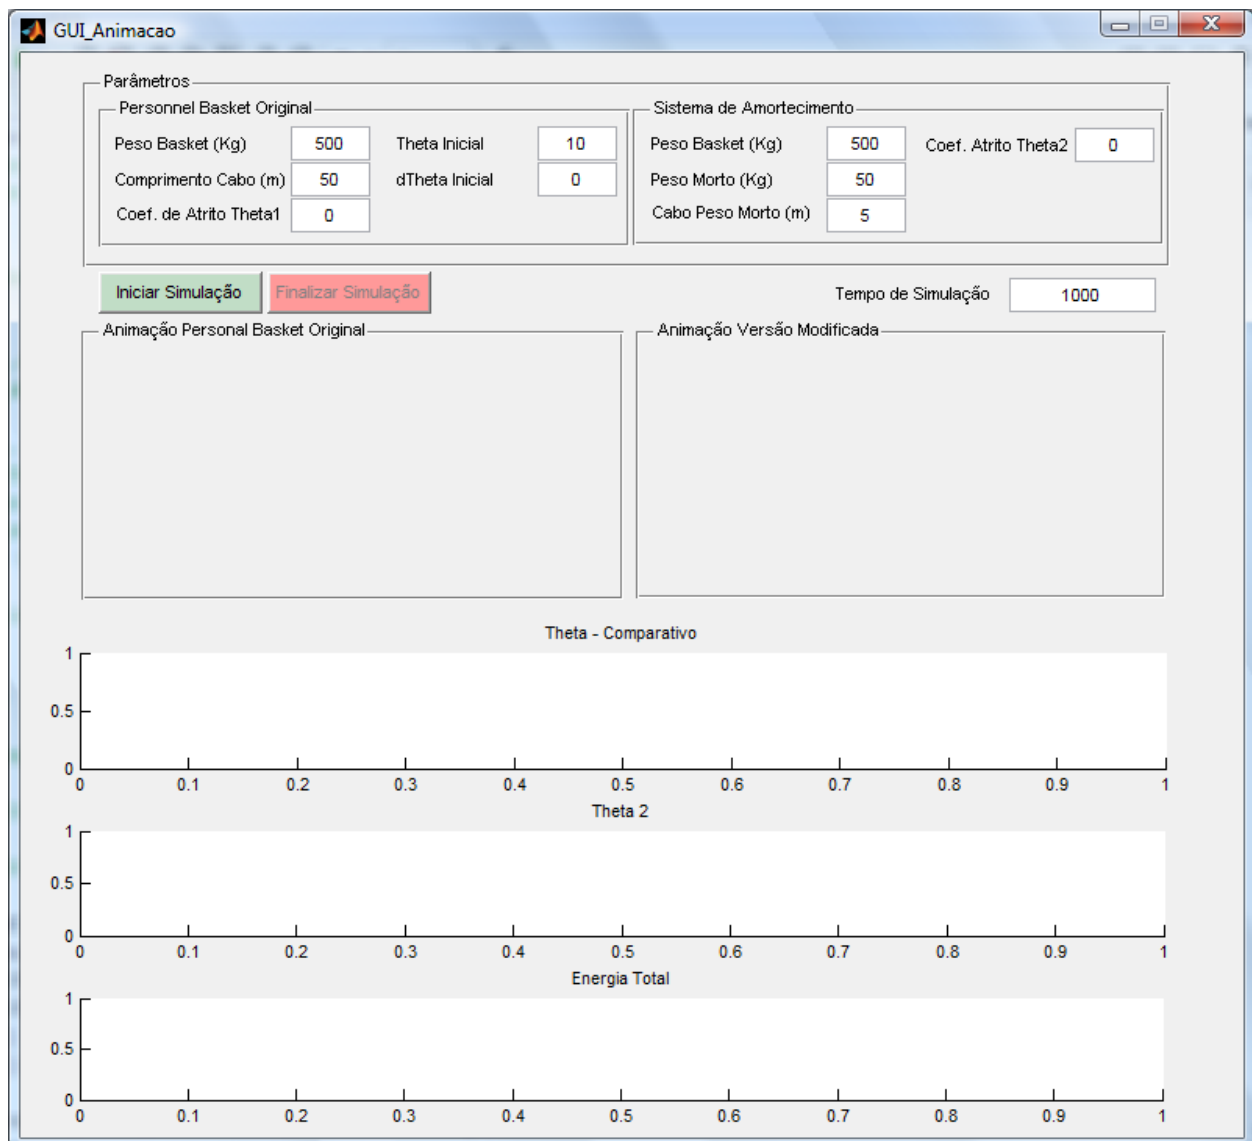 GUI_Animacao
Parâmetros
Personnel Basket Original
Peso Basket (Kg) 500 Theta Inicial 10
Comprimento Cabo (m) 50 dTheta Inicial 0
Coef. de Atrito Theta1 0
Sistema de Amortecimento
Peso Basket (Kg) 500 Coef. Atrito Theta2 0
Peso Morto (Kg) 50
Cabo Peso Morto (m) 5
Iniciar Simulação Finalizar Simulação Tempo de Simulação 1000
Animação Personal Basket Original
Animação Versão Modificada
Theta - Comparativo
1
0.5
0
0 0.1 0.2 0.3 0.4 0.5 0.6 0.7 0.8 0.9 1
Theta 2
1
0.5
0
0 0.1 0.2 0.3 0.4 0.5 0.6 0.7 0.8 0.9 1
Energia Total
1
0.5
0
0 0.1 0.2 0.3 0.4 0.5 0.6 0.7 0.8 0.9 1